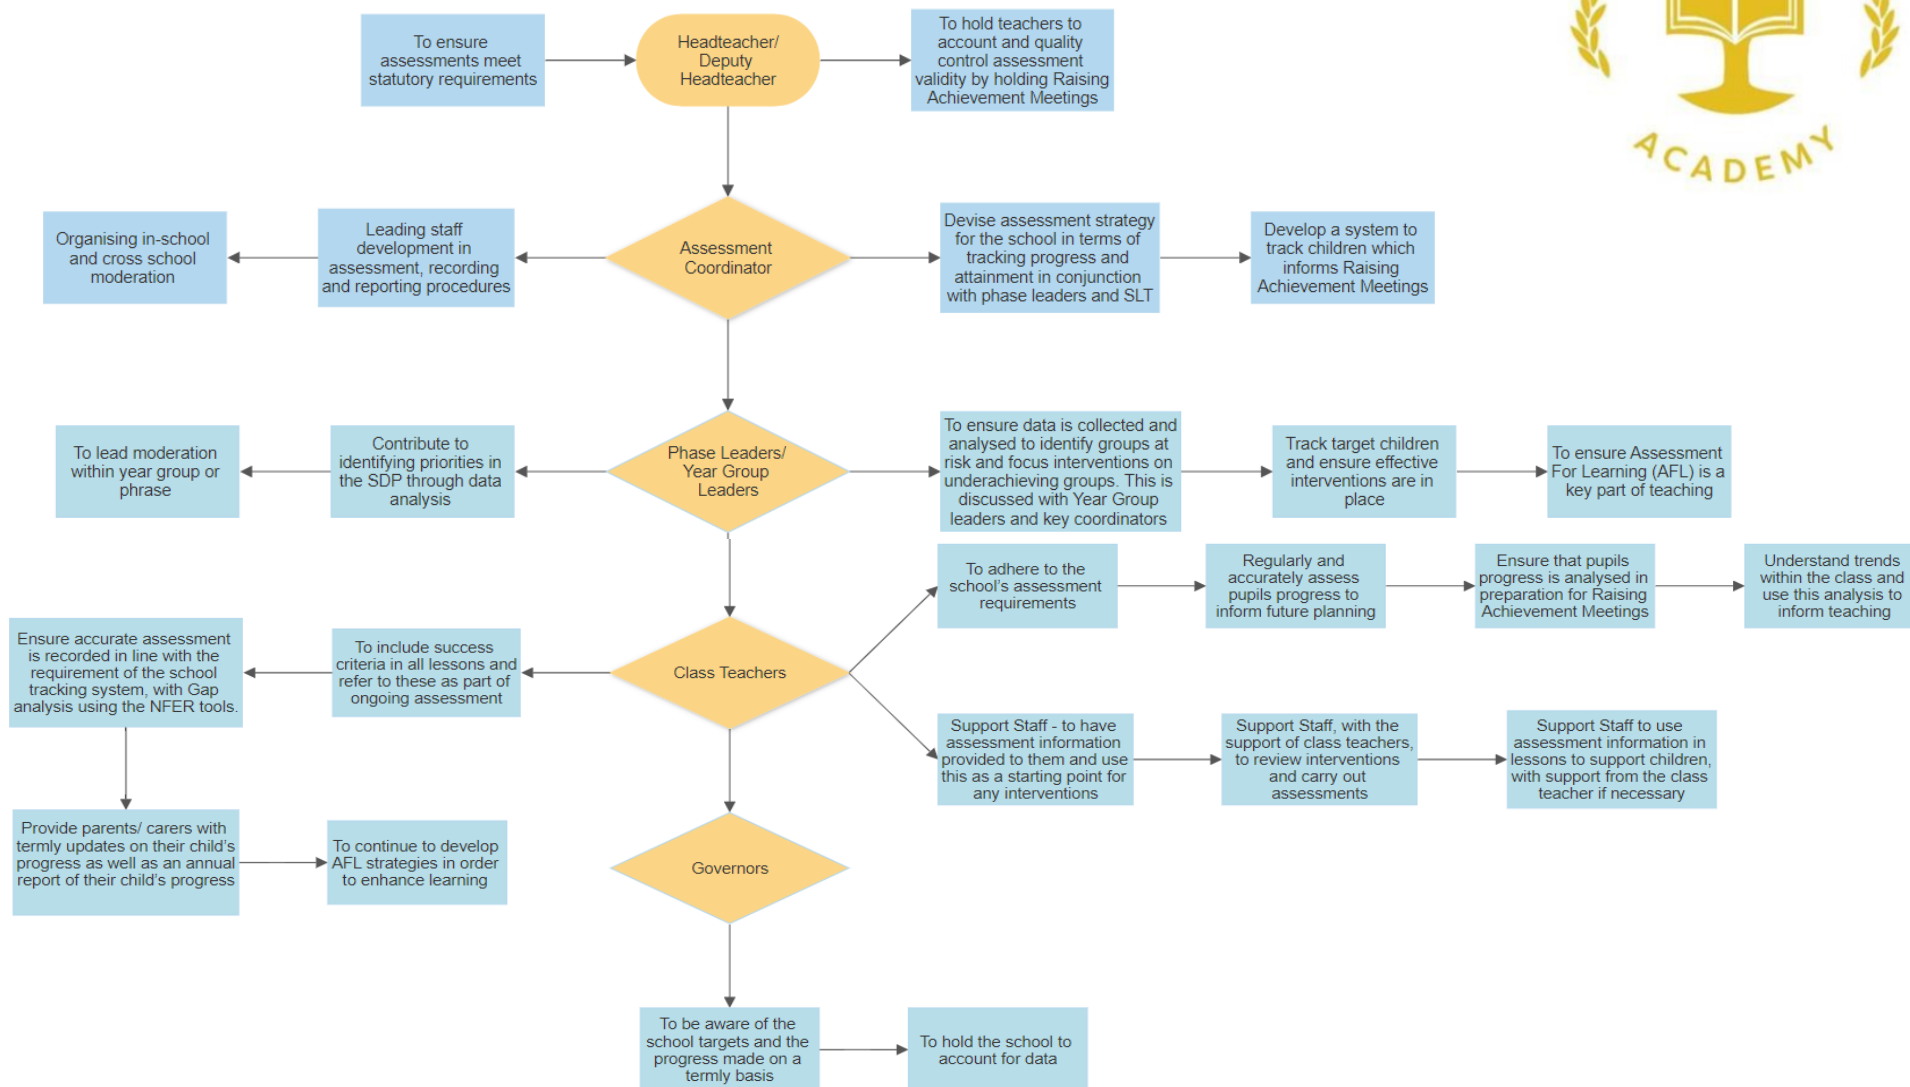 To ensure
assessments meet
statutory requirements
Headteacher/
Deputy
Headteacher
To hold teachers to
account and quality
control assessment
validity by holding Raising
Achievement Meetings
ACADEMY
Organising in-school
and cross school
moderation
Leading staff
development in
assessment, recording
and reporting procedures
Assessment
Coordinator
Devise assessment strategy
for the school in terms of
tracking progress and
attainment in conjunction
with phase leaders and SLT
Develop a system to
track children which
informs Raising
Achievement Meetings
To lead moderation
within year group or
phrase
Contribute to
identifying priorities in
the SDP through data
analysis
Phase Leaders/
Year Group
Leaders
To ensure data is collected and
analysed to identify groups at
risk and focus interventions on
underachieving groups. This is
discussed with Year Group
leaders and key coordinators
Track target children
and ensure effective
interventions are in
place
To ensure Assessment
For Learning (AFL) is a
key part of teaching
To adhere to the
school's assessment
requirements
Regularly and
accurately assess
pupils progress to
inform future planning
Ensure that pupils
progress is analysed in
preparation for Raising
Achievement Meetings
Understand trends
within the class and
use this analysis to
inform teaching
Ensure accurate assessment
is recorded in line with the
requirement of the school
tracking system, with Gap
analysis using the NFER tools.
To include success
criteria in all lessons and
refer to these as part of
ongoing assessment
Class Teachers
Support Staff - to have
assessment information
provided to them and use
this as a starting point for
any interventions
Support Staff, with the
support of class teachers,
to review interventions
and carry out
assessments
Support Staff to use
assessment information in
lessons to support children,
with support from the class
teacher if necessary
Provide parents/ carers with
termly updates on their child's
progress as well as an annual
report of their child's progress
To continue to develop
AFL strategies in order
to enhance learning
Governors
To be aware of the
school targets and the
progress made on a
termly basis
To hold the school to
account for data